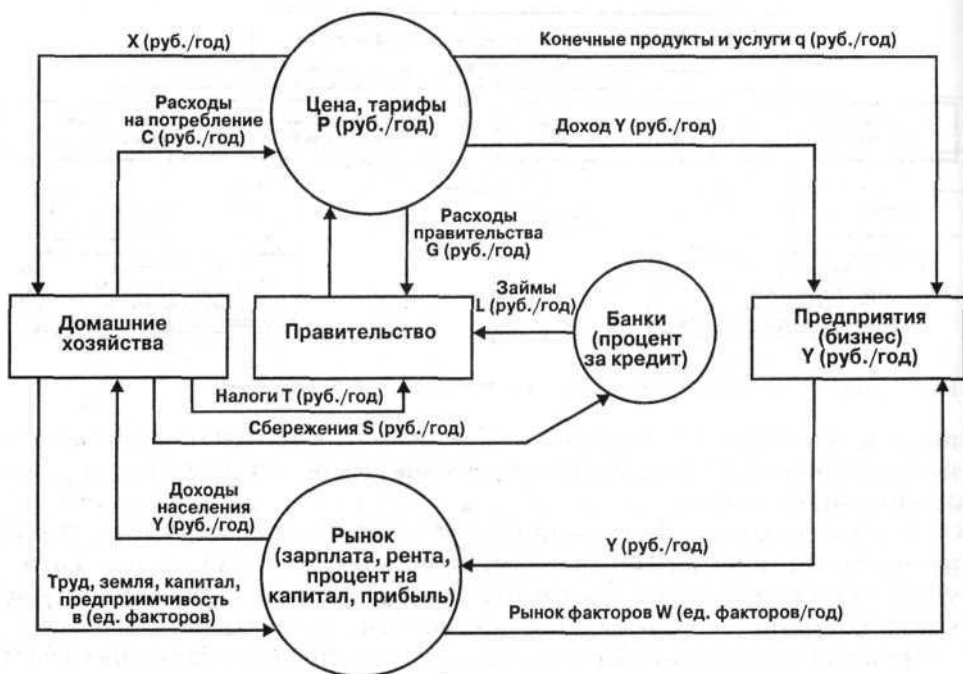 X (руб./год)
Конечные продукты и услуги q (руб./год)
Расходы
на потребление
C (руб./год)
Цена, тарифы
P (руб./год)
Доход Y (руб./год)
Расходы
правительства
G (руб./год)
Займы
L (руб./год)
Домашние
хозяйства
Правительство
Банки
(процент
за кредит)
Предприятия
(бизнес)
Y (руб./год)
Налоги T (руб./год)
Сбережения S (руб./год)
Доходы
населения
Y (руб./год)
Рынок
(зарплата, рента,
процент на
капитал, прибыль)
Y (руб./год)
Труд, земля, капитал,
предприимчивость
в (ед. факторов)
Рынок факторов W (ед. факторов/год)